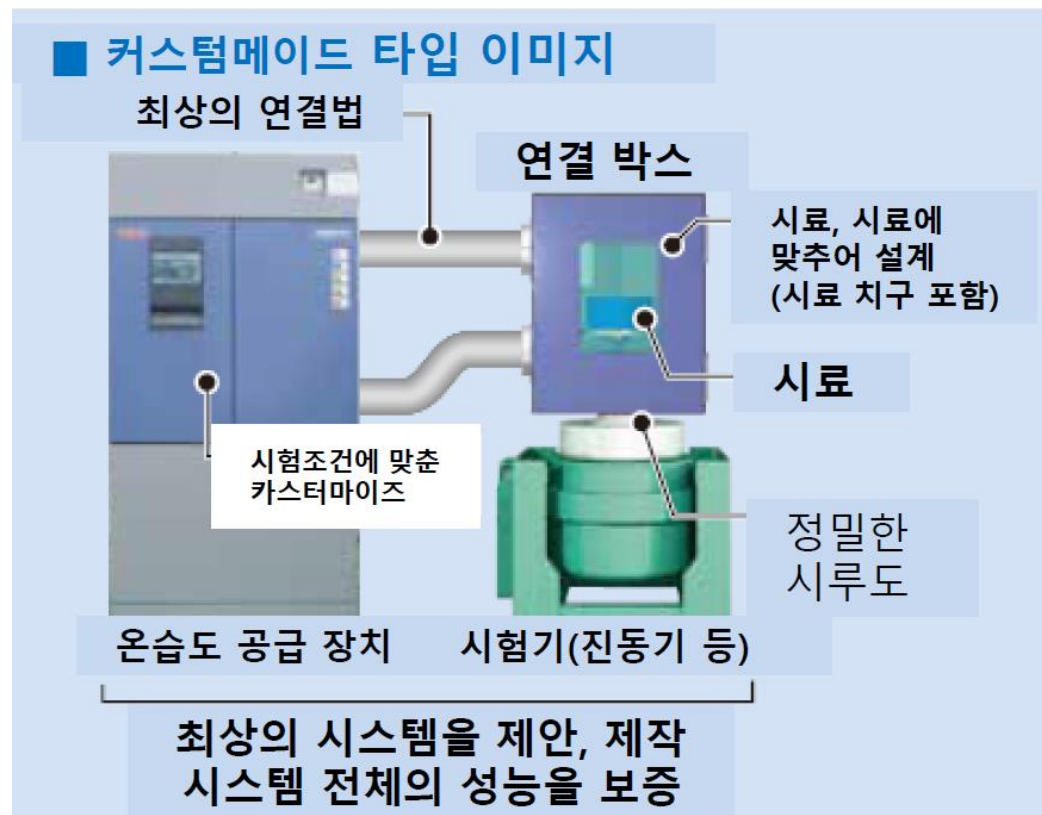 ■ 커스텀메이드 타입 이미지
최상의 연결법
연결 박스
시료, 시료에
맞추어 설계
(시료 치구 포함)
시료
시험조건에 맞춘
카스터마이즈
정밀한
시루도
온습도 공급 장치
시험기(진동기 등)
최상의 시스템을 제안, 제작
시스템 전체의 성능을 보증